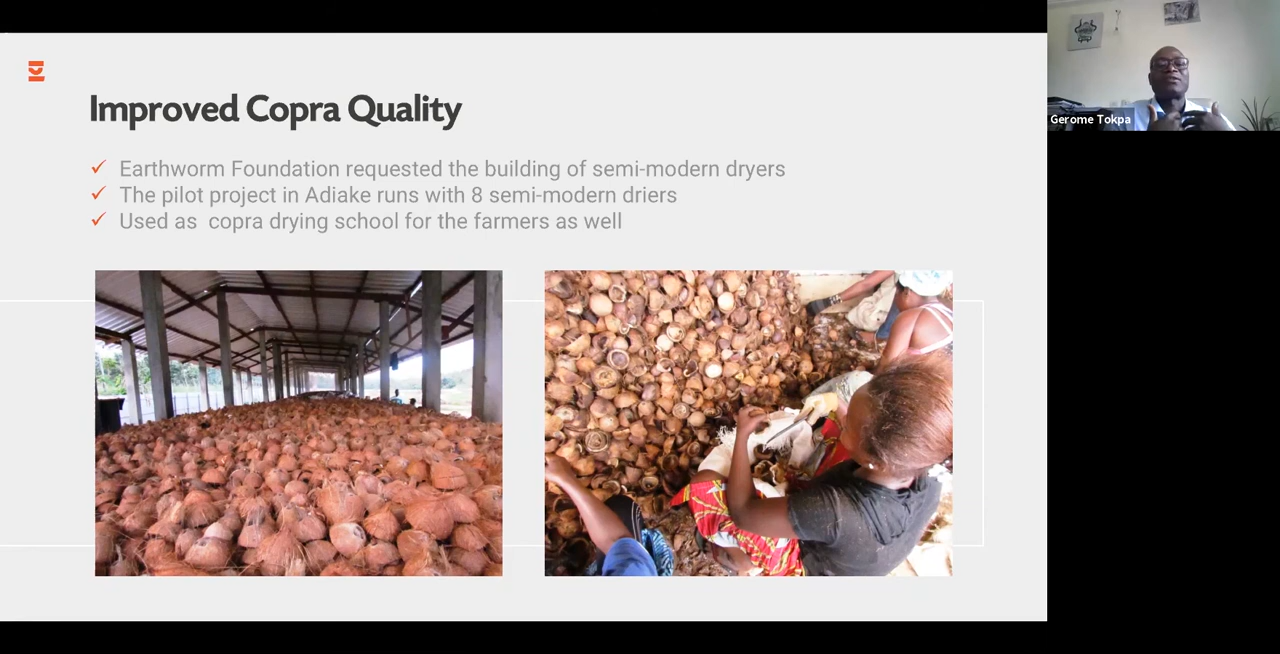 Improved Copra Quality
Earthworm Foundation requested the building of semi-modern dryers
The pilot project in Adiake runs with 8 semi-modern driers
Used as  copra drying school for the farmers as well
Gerome Tokpa